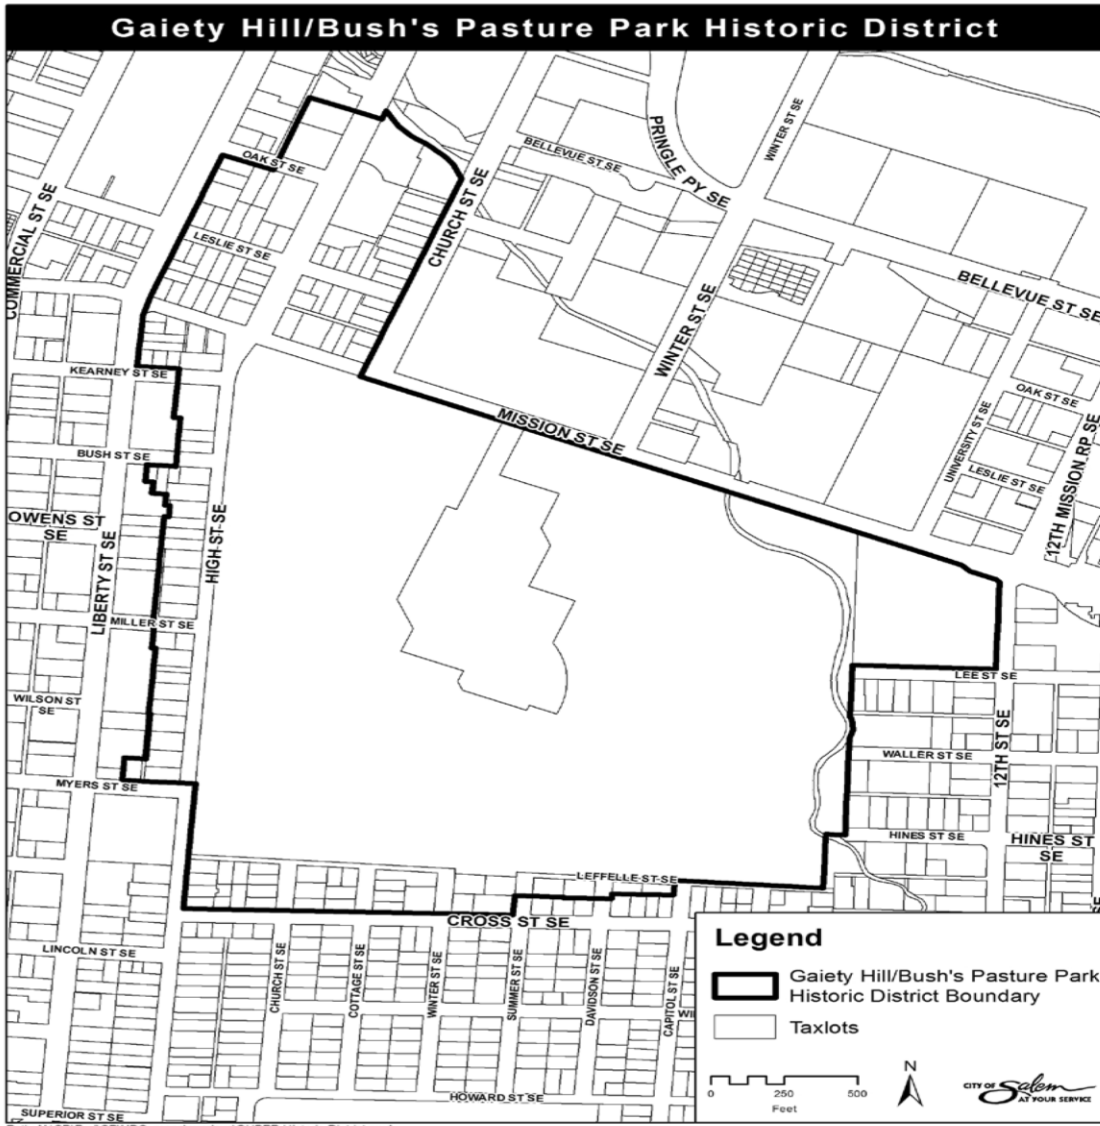 Gaiety Hill/Bush's Pasture Park Historic District
PRINGLE PY SE
WINTER ST SE
BELLEVUE ST SE
OAK ST SE
COMMERCIAL ST SE
LESLIE ST SE
CHURCH ST SE
BELLEVUE ST SE
WINTER ST SE
KEARNEY ST SE
OAK ST SE
MISSION ST SE
UNIVERSITY ST SE
12TH MISSION RP SE
BUSH ST SE
LESLIE ST SE
OWENS ST
SE
HIGH ST SE
LIBERTY ST SE
MILLER ST SE
LEE ST SE
WILSON ST
SE
12TH ST SE
WALLER ST SE
MYERS ST SE
HINES ST SE
HINES ST
SE
LEFFELLE ST SE
CROSS ST SE
LINCOLN ST SE
CHURCH ST SE
COTTAGE ST SE
WINTER ST SE
SUMMER ST SE
DAVIDSON ST SE
CAPITOL ST SE
HOWARD ST SE
SUPERIOR ST SE
Legend
Gaiety Hill/Bush's Pasture Park
Historic District Boundary
Taxlots
0 250 500
Feet
N
CITY OF Salem
AT YOUR SERVICE